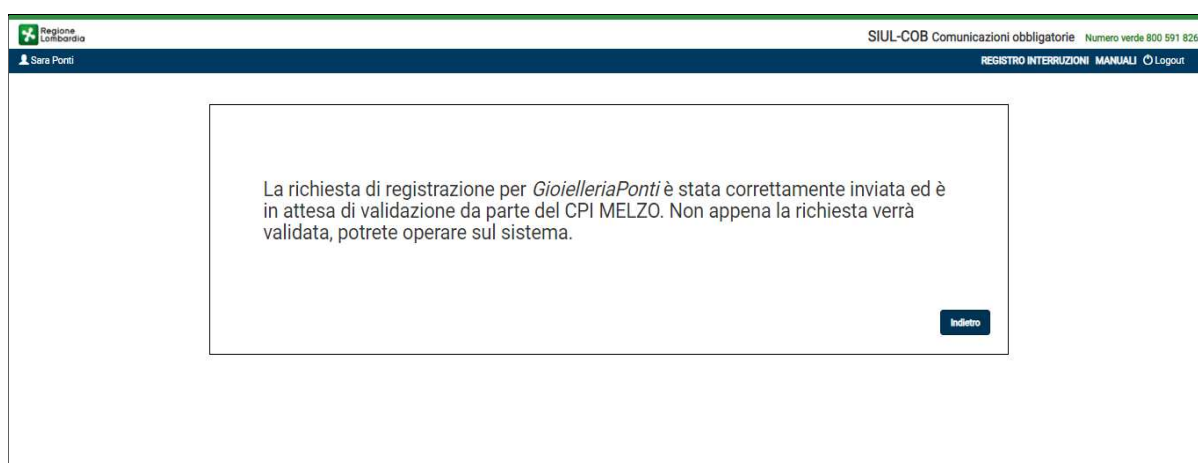 Regione
Lombardia
SIUL-COB Comunicazioni obbligatorie Numero verde 800 591 826
Sara Ponti
REGISTRO INTERRUZIONI MANUALI Logout
La richiesta di registrazione per GioielleriaPonti è stata correttamente inviata ed è
in attesa di validazione da parte del CPI MELZO. Non appena la richiesta verrà
validata, potrete operare sul sistema.
Indietro